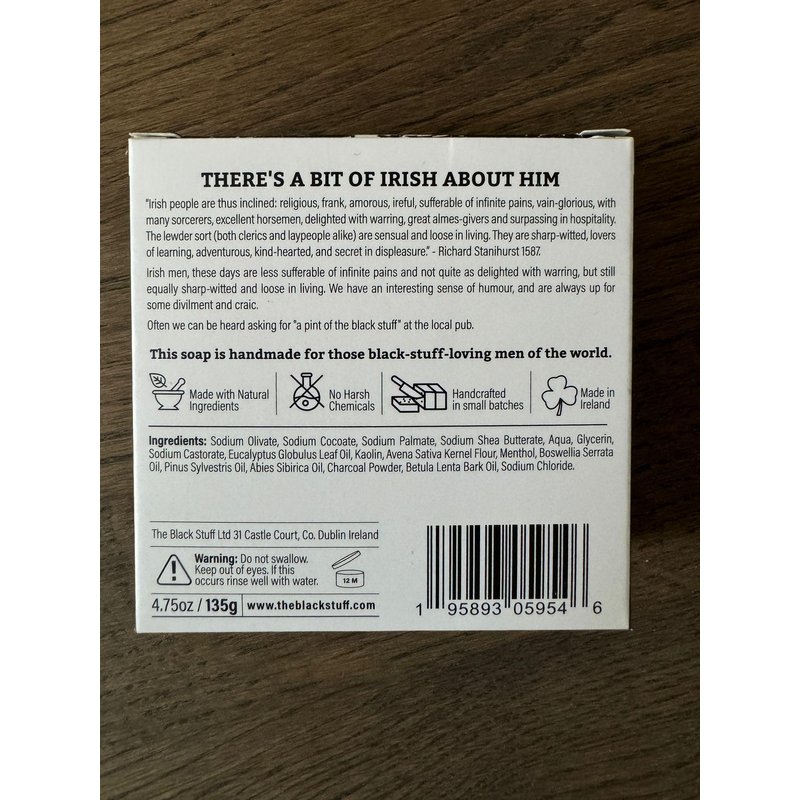 THERE'S A BIT OF IRISH ABOUT HIM
"Irish people are thus inclined: religious, frank, amorous, ireful, sufferable of infinite pains, vain-glorious, with
many sorcerers, excellent horsemen, delighted with warring, great almes-givers and surpassing in hospitality.
The lewder sort (both clerics and laypeople alike) are sensual and loose in living. They are sharp-witted, lovers
of learning, adventurous, kind-hearted, and secret in displeasure." - Richard Stanihurst 1587.
Irish men, these days are less sufferable of infinite pains and not quite as delighted with warring, but still
equally sharp-witted and loose in living. We have an interesting sense of humour, and are always up for
some divilment and craic.
Often we can be heard asking for "a pint of the black stuff" at the local pub.
This soap is handmade for those black-stuff-loving men of the world.
Made with Natural
Ingredients
No Harsh
Chemicals
Handcrafted
in small batches
Made in
Ireland
Ingredients: Sodium Olivate, Sodium Cocoate, Sodium Palmate, Sodium Shea Butterate, Aqua, Glycerin,
Sodium Castorate, Eucalyptus Globulus Leaf Oil, Kaolin, Avena Sativa Kernel Flour, Menthol, Boswellia Serrata
Oil, Pinus Sylvestris Oil, Abies Sibirica Oil, Charcoal Powder, Betula Lenta Bark Oil, Sodium Chloride.
The Black Stuff Ltd 31 Castle Court, Co. Dublin Ireland
Warning: Do not swallow.
Keep out of eyes. If this
occurs rinse well with water.
12 M
4.75oz / 135g
www.theblackstuff.com
1 95893 05954 6